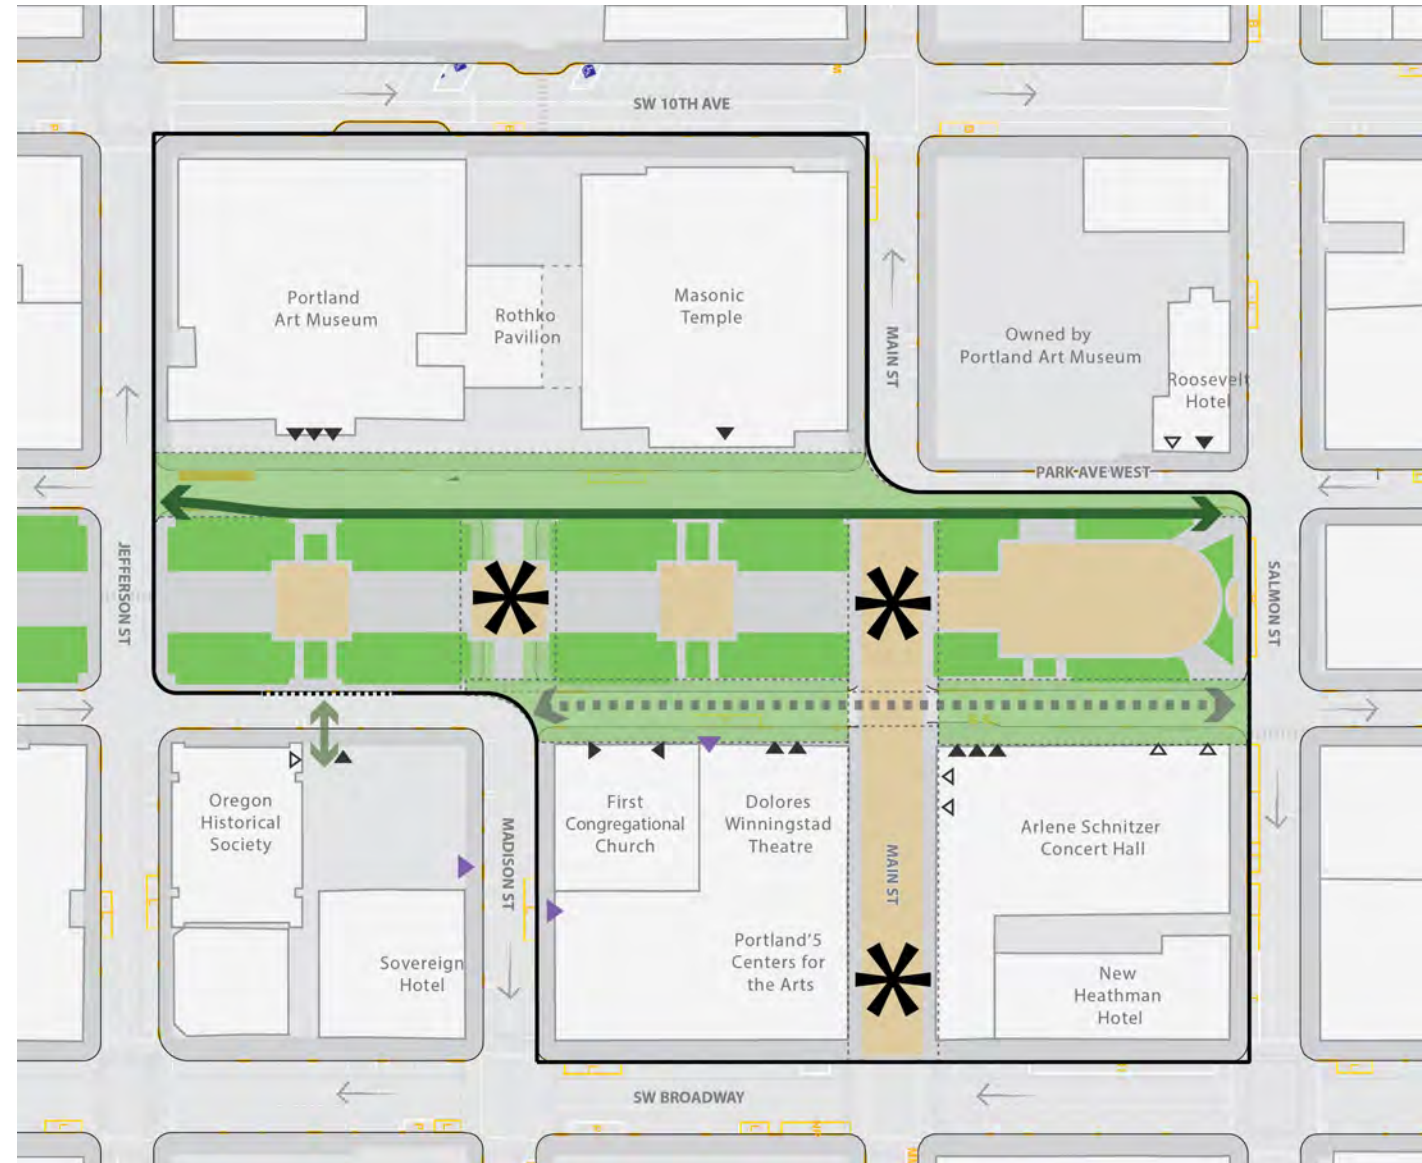 SW 10TH AVE
Portland
Art Museum
Rothko
Pavilion
Masonic
Temple
MAIN ST
Owned by
Portland Art Museum
Roosevelt
Hotel
PARK AVE WEST
JEFFERSON ST
SALMON ST
Oregon
Historical
Society
MADISON ST
Sovereign
Hotel
First
Congregational
Church
Dolores
Winningstad
Theatre
Portland'5
Centers for
the Arts
MAIN ST
Arlene Schnitzer
Concert Hall
New
Heathman
Hotel
SW BROADWAY